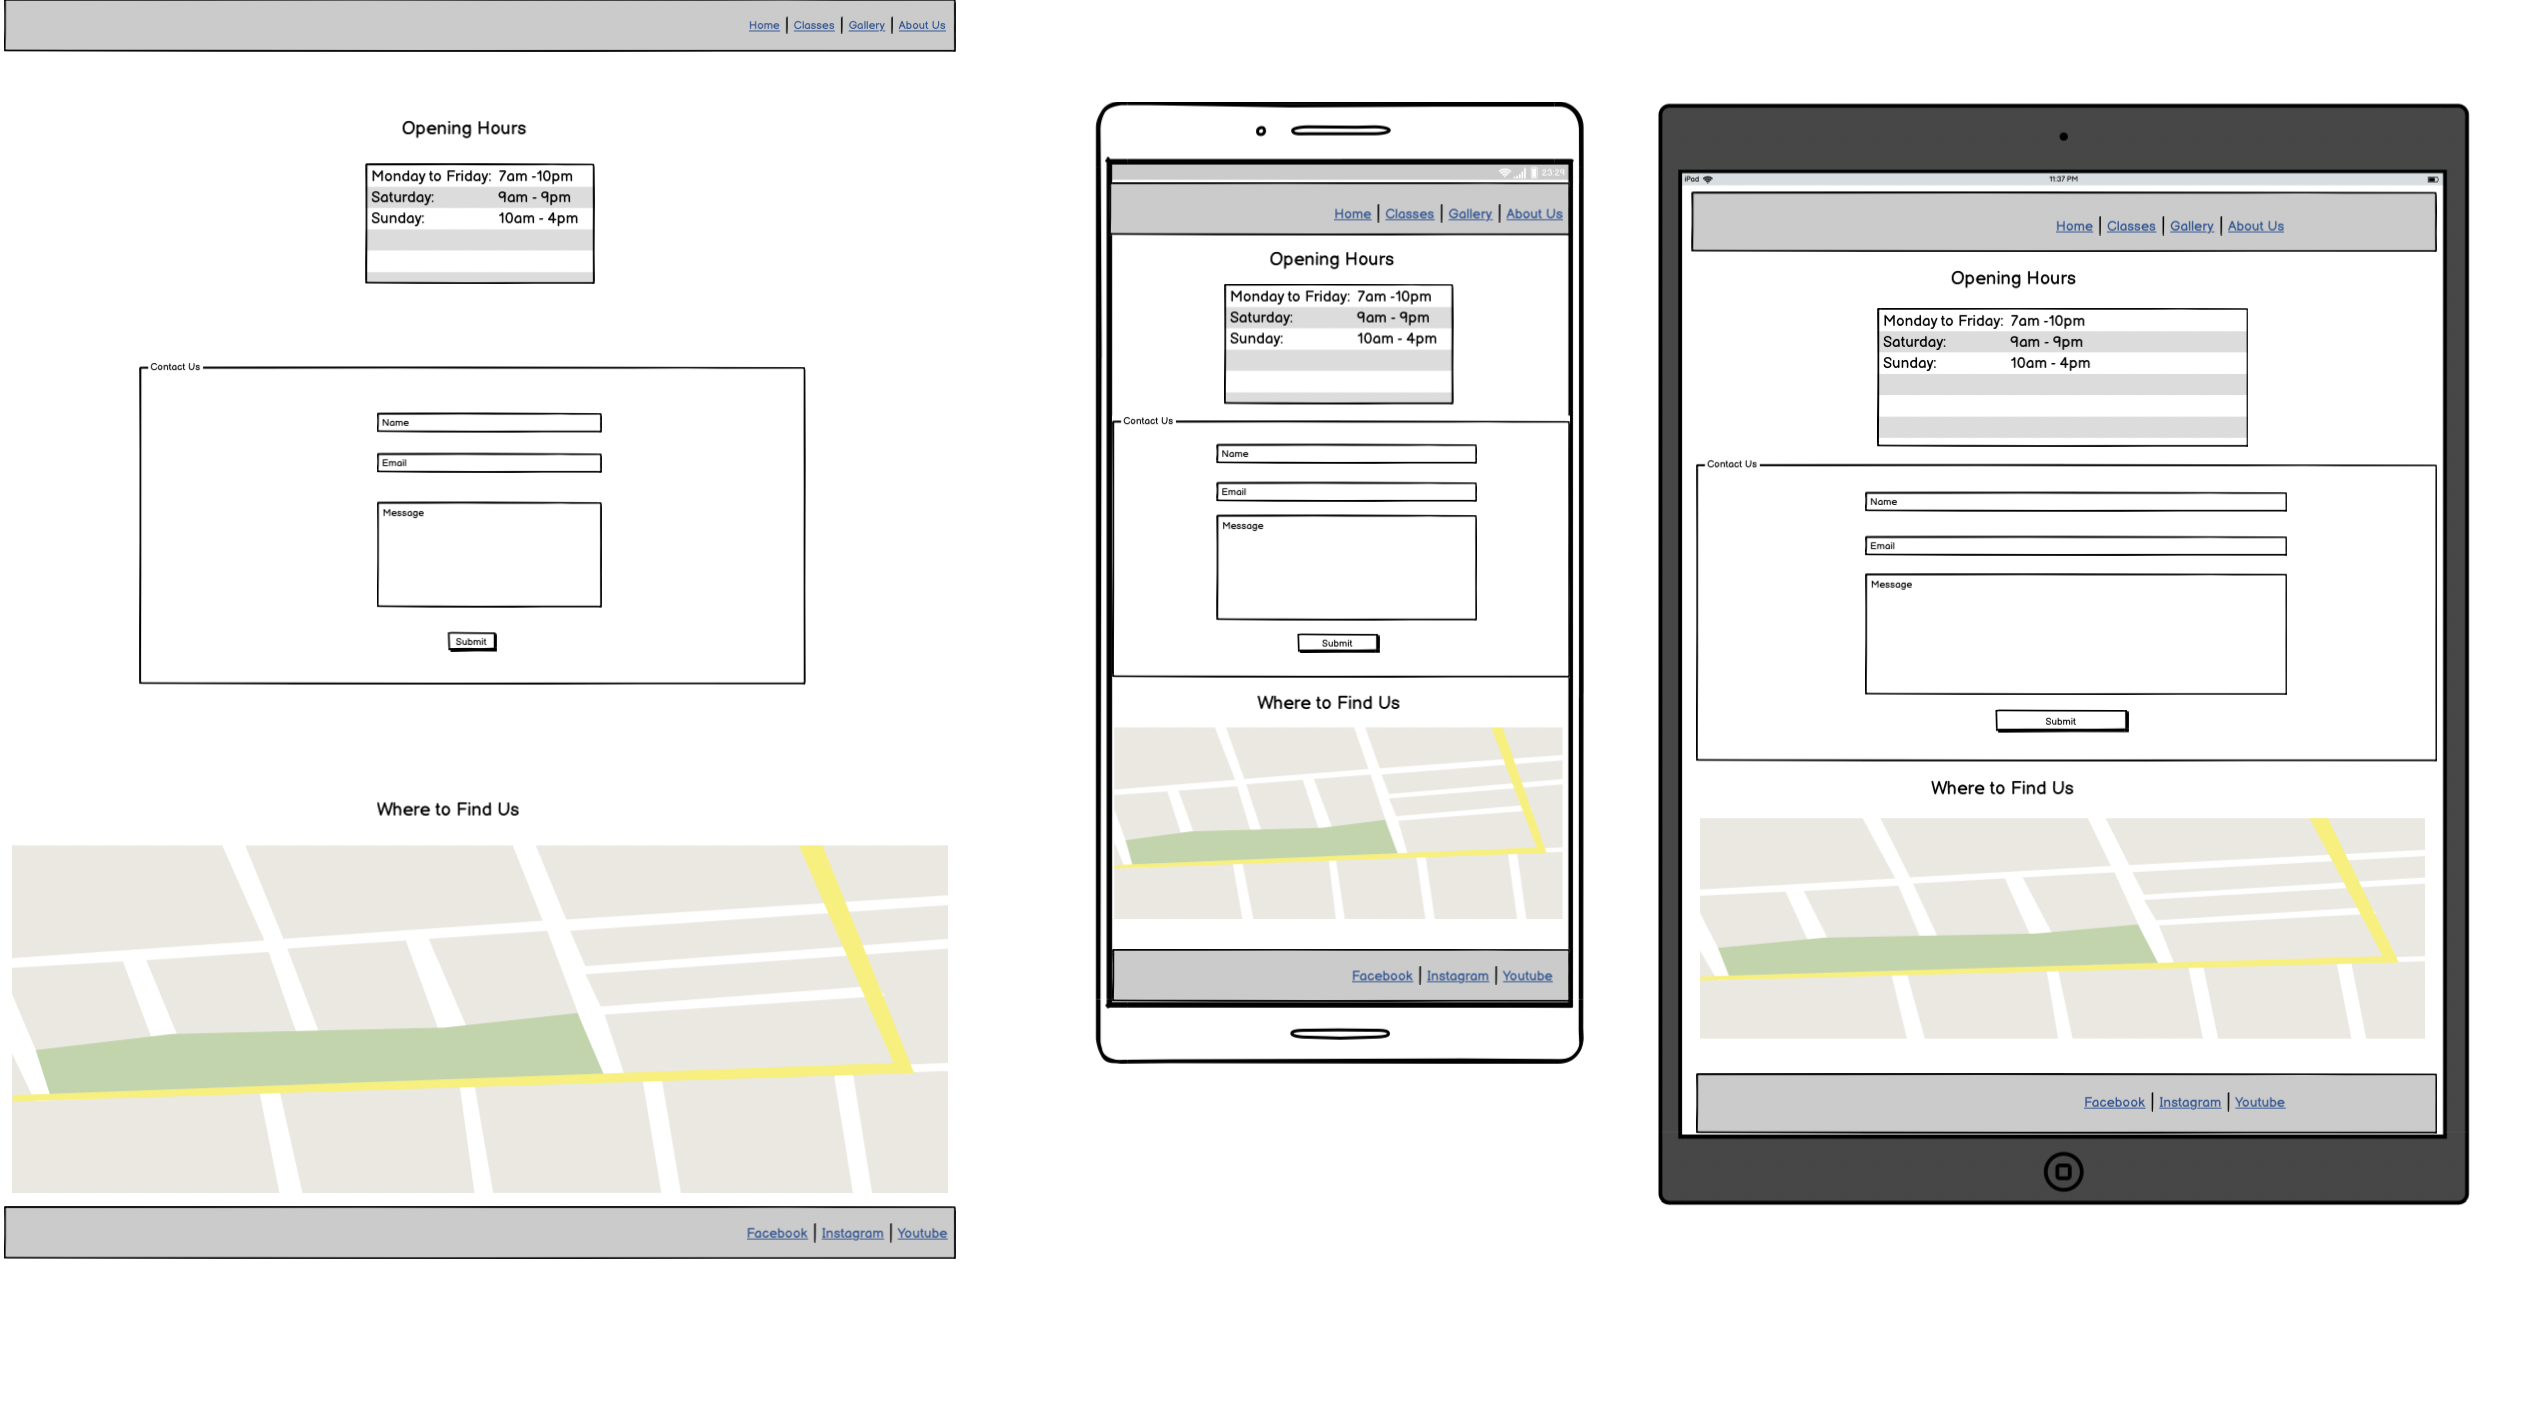 Home | Classes | Gallery | About Us
Opening Hours
Monday to Friday: 7am -10pm
Saturday: 9am - 9pm
Sunday: 10am - 4pm
Contact Us
Name
Email
Message
Submit
Where to Find Us
Facebook | Instagram | Youtube
23:29
Home | Classes | Gallery | About Us
Opening Hours
Monday to Friday: 7am -10pm
Saturday: 9am - 9pm
Sunday: 10am - 4pm
Contact Us
Name
Email
Message
Submit
Where to Find Us
Facebook | Instagram | Youtube
iPad 11:37 PM
Home | Classes | Gallery | About Us
Opening Hours
Monday to Friday: 7am -10pm
Saturday: 9am - 9pm
Sunday: 10am - 4pm
Contact Us
Name
Email
Message
Submit
Where to Find Us
Facebook | Instagram | Youtube